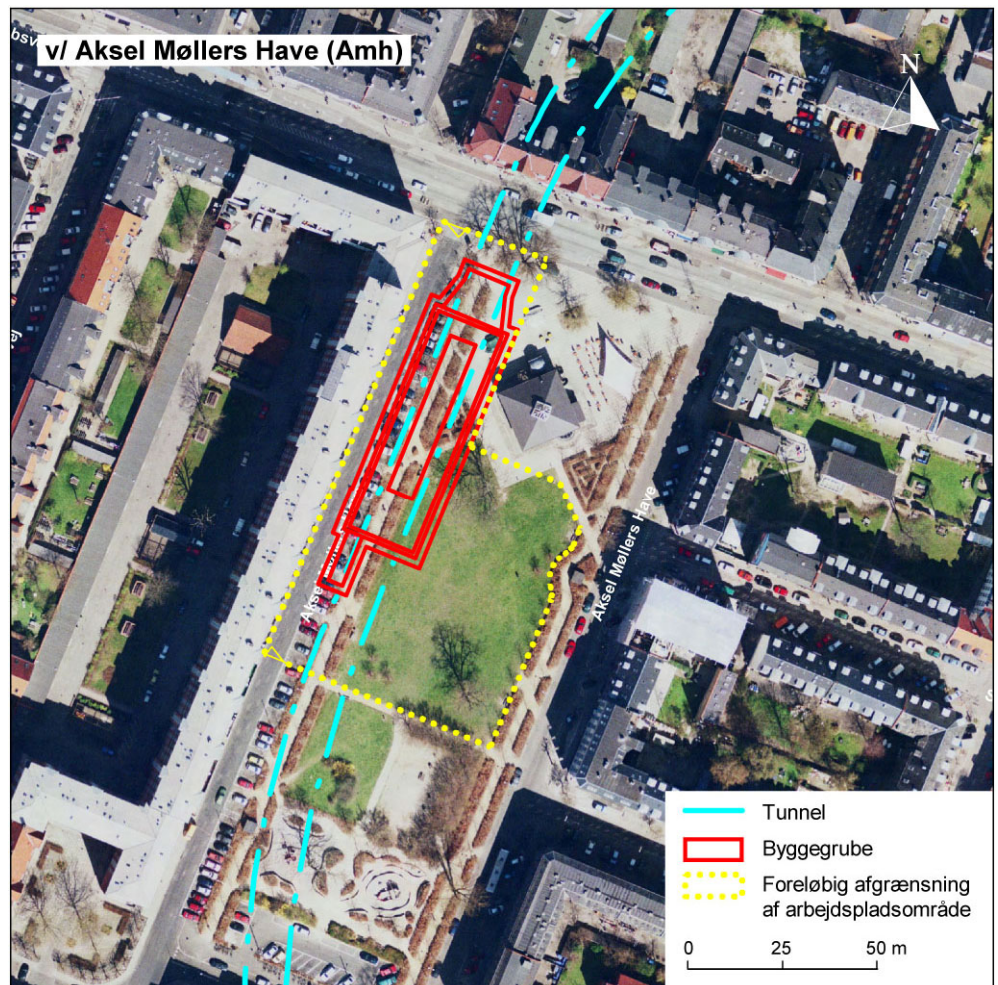 v/ Aksel Møllers Have (Amh)
N
Aksel Møllers Have
Tunnel
Byggegrube
Foreløbig afgrænsning
af arbejdspladsområde
0 25 50 m